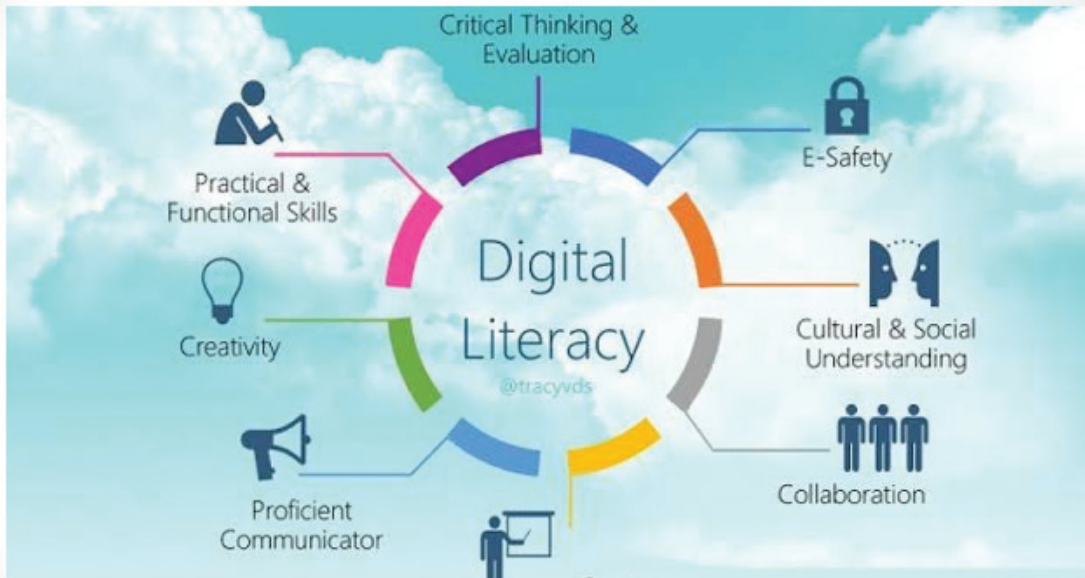 Critical Thinking &
Evaluation
E-Safety
Practical &
Functional Skills
Digital
Literacy
@tracyvds
Cultural & Social
Understanding
Creativity
Collaboration
Proficient
Communicator